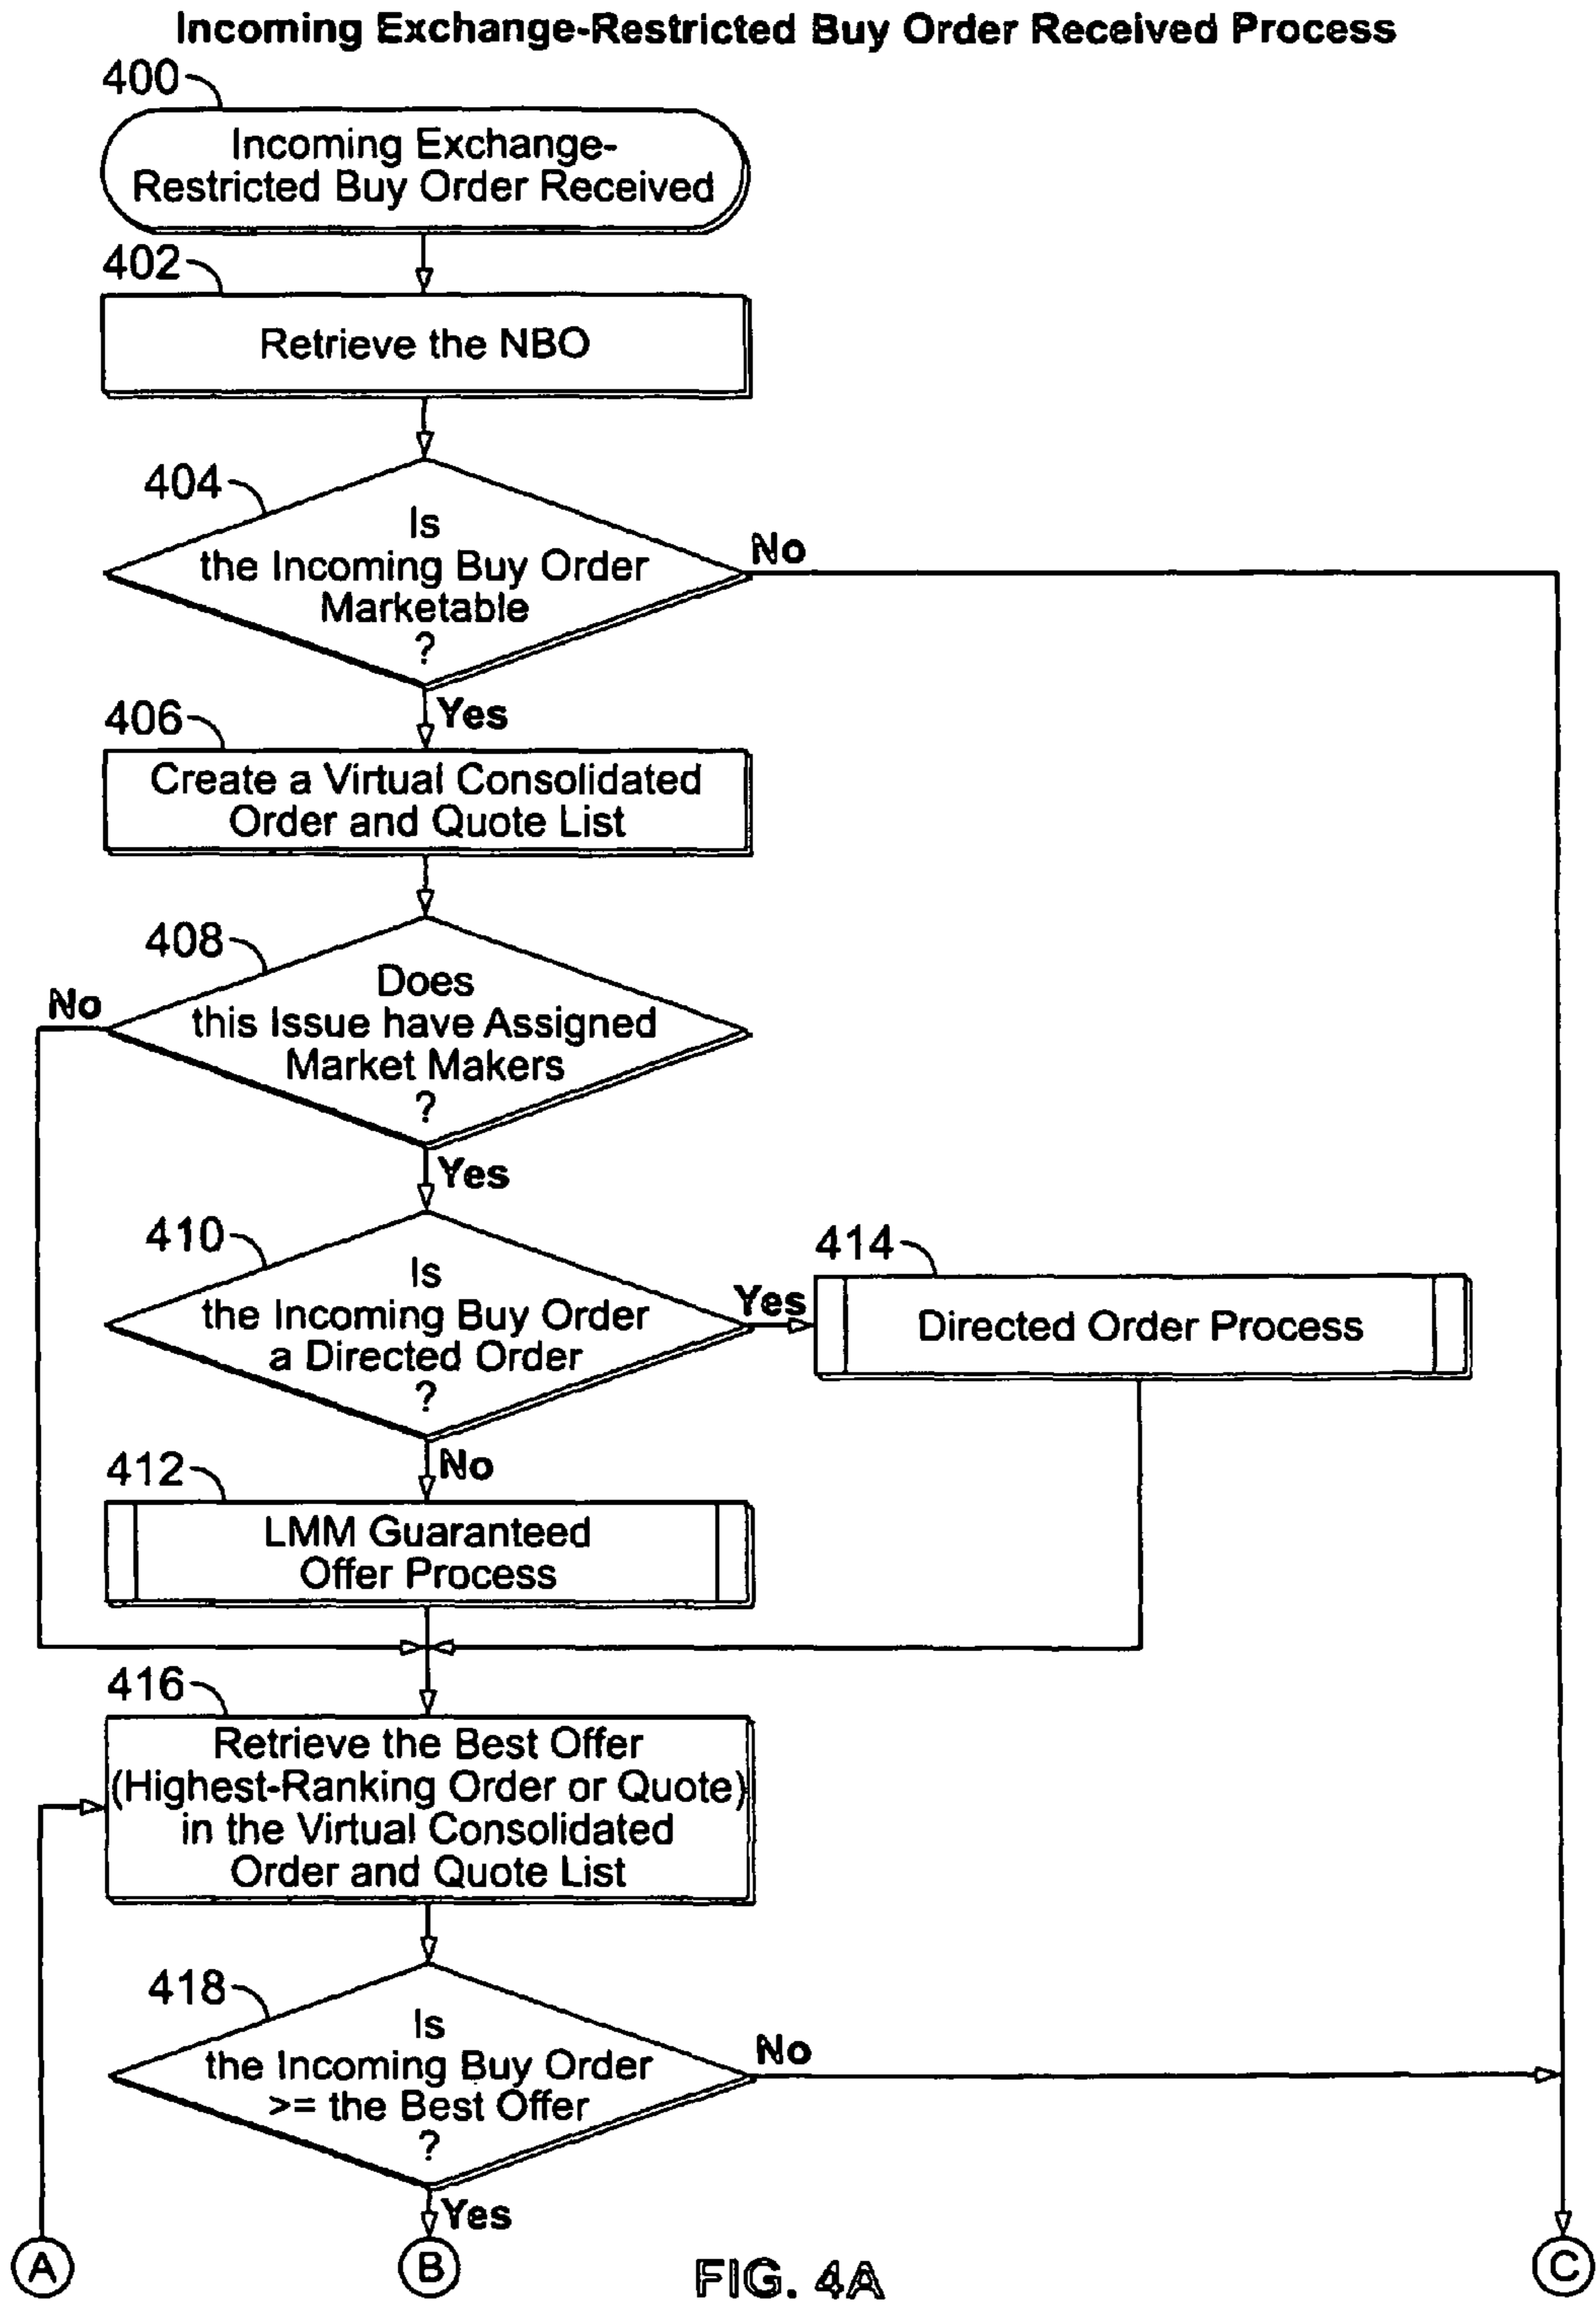 Incoming Exchange-Restricted Buy Order Received Process
400
Incoming Exchange-
Restricted Buy Order Received
402
Retrieve the NBO
404
Is
the Incoming Buy Order
Marketable
?
No
Yes
406
Create a Virtual Consolidated
Order and Quote List
408
Does
this Issue have Assigned
Market Makers
?
No
Yes
410
Is
the Incoming Buy Order
a Directed Order
?
Yes
414
Directed Order Process
No
412
LMM Guaranteed
Offer Process
416
Retrieve the Best Offer
(Highest-Ranking Order or Quote)
in the Virtual Consolidated
Order and Quote List
418
Is
the Incoming Buy Order
>= the Best Offer
?
No
Yes
A
B
C
FIG. 4A